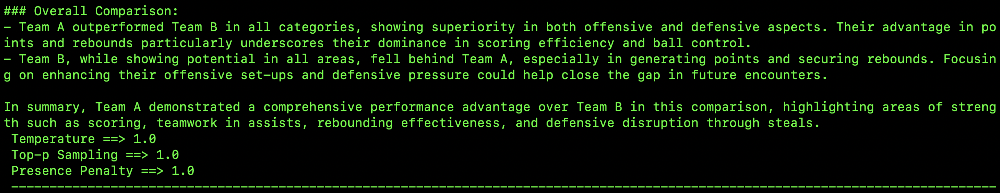 ### Overall Comparison:
– Team A outperformed Team B in all categories, showing superiority in both offensive and defensive aspects. Their advantage in po
ints and rebounds particularly underscores their dominance in scoring efficiency and ball control.
– Team B, while showing potential in all areas, fell behind Team A, especially in generating points and securing rebounds. Focusin
g on enhancing their offensive set–ups and defensive pressure could help close the gap in future encounters.
In summary, Team A demonstrated a comprehensive performance advantage over Team B in this comparison, highlighting areas of streng
th such as scoring, teamwork in assists, rebounding effectiveness, and defensive disruption through steals.
Temperature ==> 1.0
Top–p Sampling ==> 1.0
Presence Penalty ==> 1.0